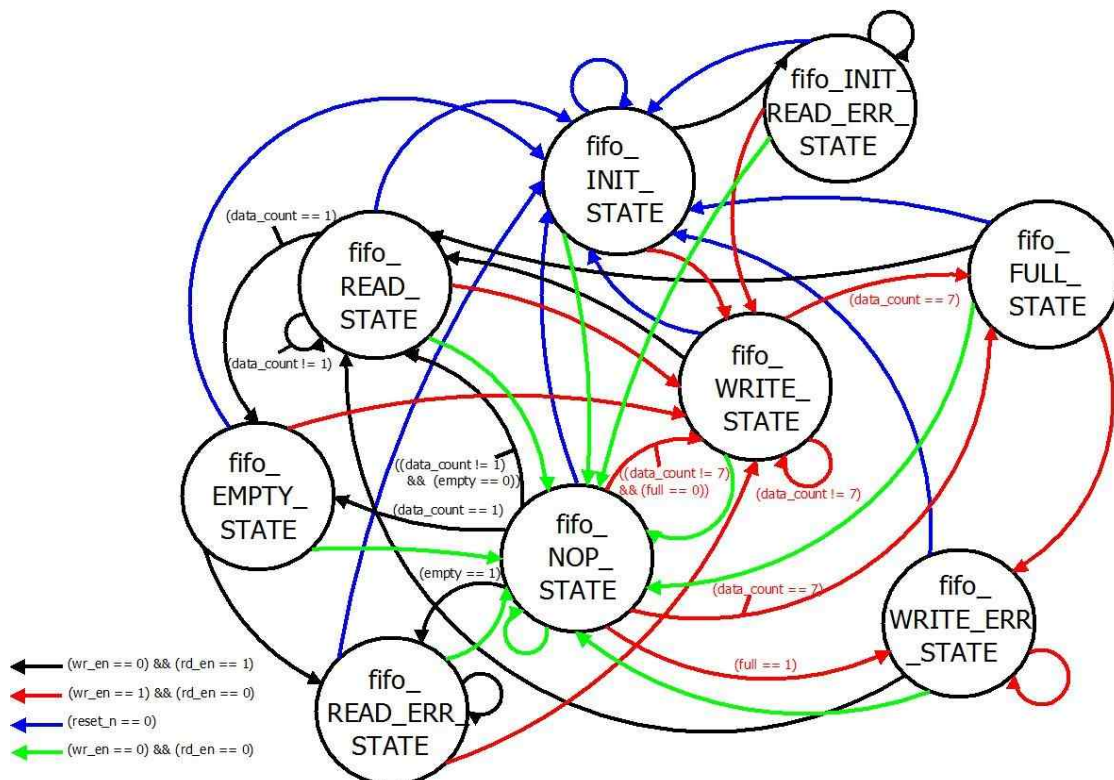 fifo_INIT_
READ_ERR_
STATE
fifo_
INIT_
STATE
(data_count == 1)
fifo_
READ_
STATE
fifo_
FULL_
STATE
(data_count == 7)
(data_count != 1)
fifo_
WRITE_
STATE
fifo_
EMPTY_
STATE
((data_count != 1)
&& (empty == 0))
((data_count != 7)
&& (full == 0))
(data_count != 7)
(data_count == 1)
fifo_
NOP_
STATE
(empty == 1)
(data_count == 7)
fifo_
WRITE_ERR
_STATE
(full == 1)
fifo_
READ_ERR_
STATE
(wr_en == 0) && (rd_en == 1)
(wr_en == 1) && (rd_en == 0)
(reset_n == 0)
(wr_en == 0) && (rd_en == 0)